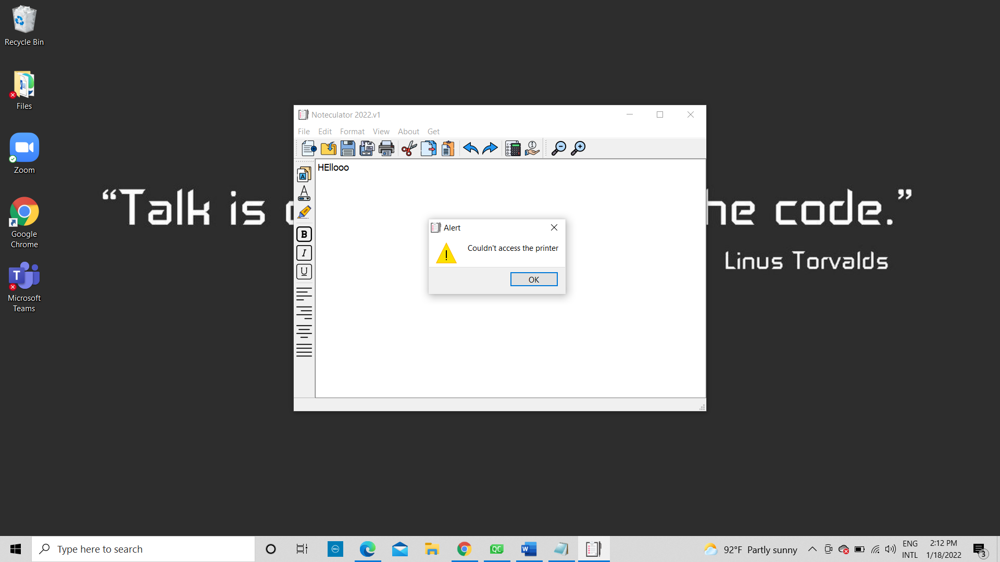 Recycle Bin
Files
Zoom
Google
Chrome
Microsoft
Teams
“Talk is
he code.”
Linus Torvalds
Noteculator 2022.v1
File Edit Format View About Get
HEllooo
Alert
Couldn't access the printer
OK
Type here to search
DELL
QC
92°F Partly sunny
ENG
INTL
2:12 PM
1/18/2022
3